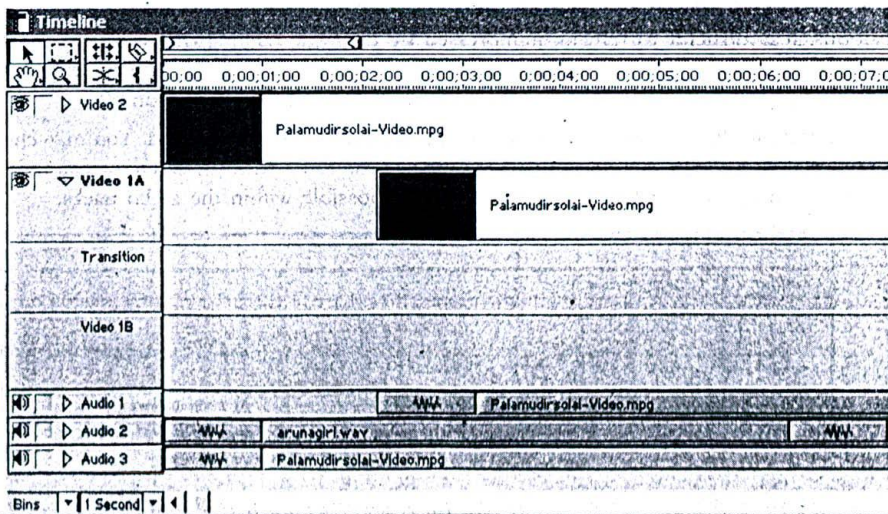 Timeline
00:00 0:00:01:00 0:00:02:00 0:00:03:00 0:00:04:00 0:00:05:00 0:00:06:00 0:00:07:0
Video 2
Palamudirsolai-Video.mpg
Video 1A
Palamudirsolai-Video.mpg
Transition
Video 1B
Audio 1
Palamudirsolai-Video.mpg
Audio 2
arunagiri.wav
Audio 3
Palamudirsolai-Video.mpg
Bins 1 Second